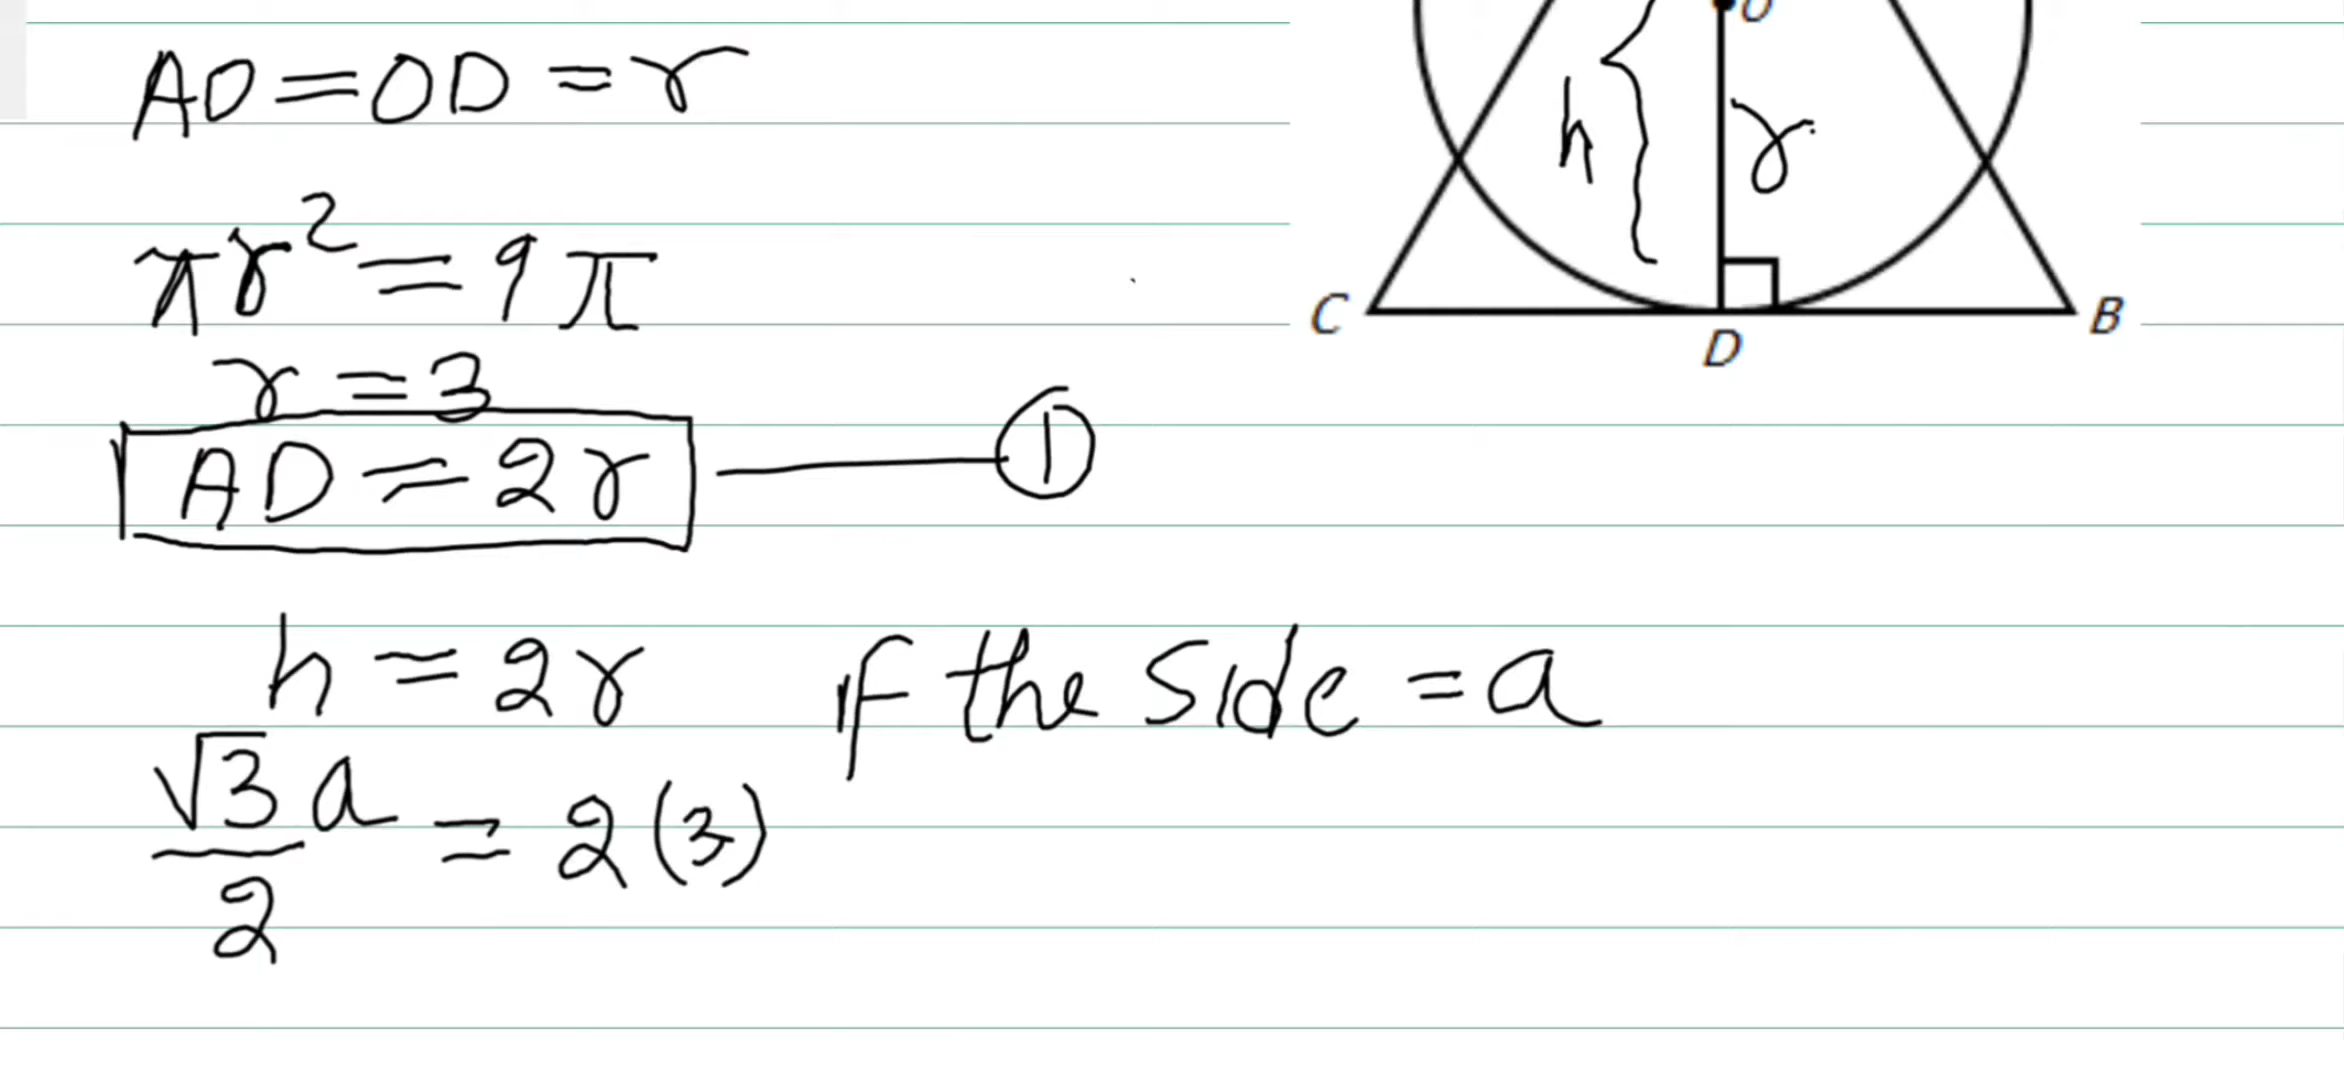 AO = OD = r
πr² = 9π
r = 3
AD = 2r — ①
h = 2r if the side = a
√3 a / 2 = 2(3)
O
h
r
C
B
D